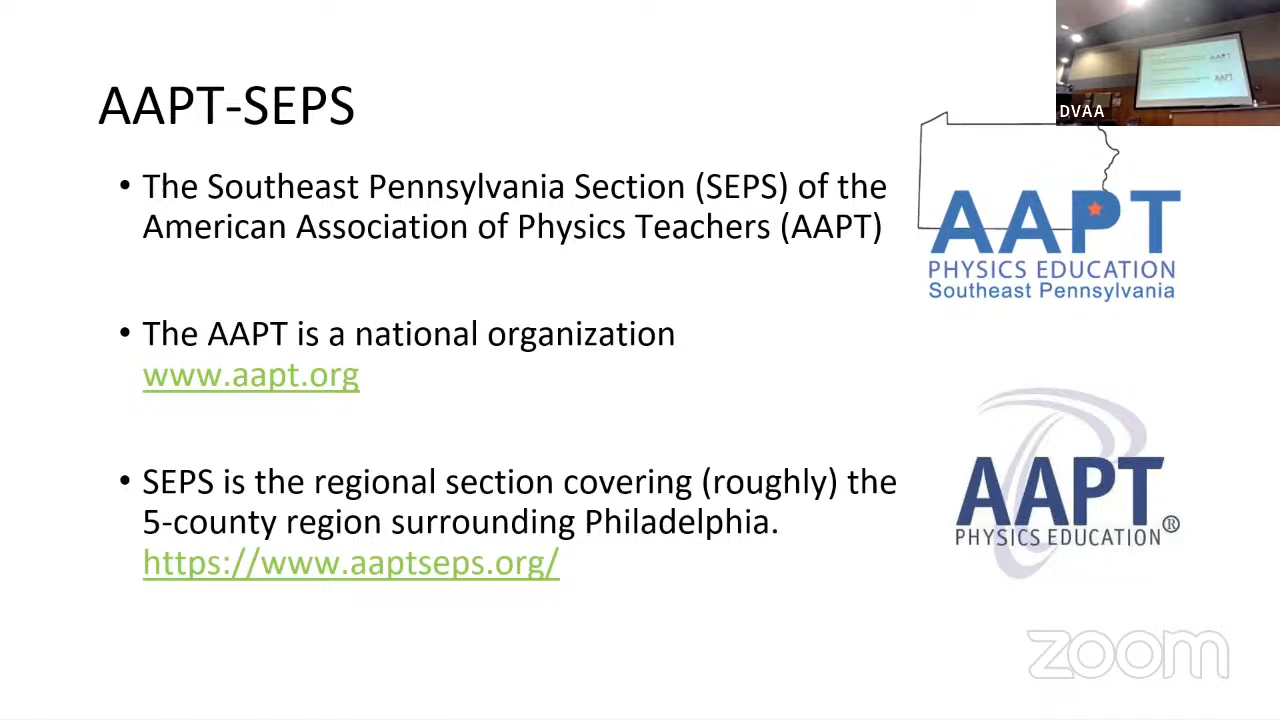 DVAA
AAPT-SEPS
• The Southeast Pennsylvania Section (SEPS) of the
American Association of Physics Teachers (AAPT)
• The AAPT is a national organization
www.aapt.org
• SEPS is the regional section covering (roughly) the
5-county region surrounding Philadelphia.
https://www.aaptseps.org/
AAPT
PHYSICS EDUCATION
Southeast Pennsylvania
AAPT
PHYSICS EDUCATION®
zoom